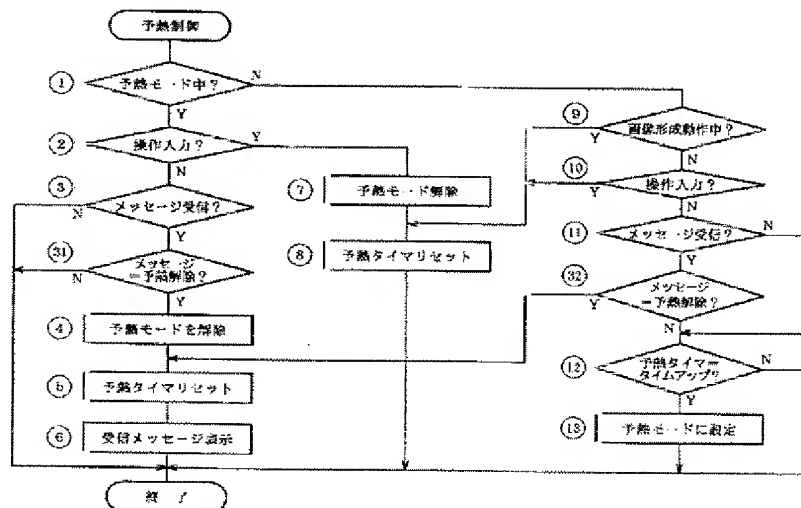 予熱制御
① 予熱モード中？ N
Y
② 操作入力？ Y
N
③ メッセージ受信？
N
Y
㉛ メッセージ
＝予熱解除？
N
Y
④ 予熱モードを解除
⑤ 予熱タイマリセット
⑥ 受信メッセージ表示
終了
⑦ 予熱モード解除
⑧ 予熱タイマリセット
⑨ 画像形成動作中？
Y
N
⑩ 操作入力？
Y
N
⑪ メッセージ受信？ N
Y
㉜ メッセージ
＝予熱解除？
Y
N
⑫ 予熱タイマ＝
タイムアップ？
N
Y
⑬ 予熱モードに設定